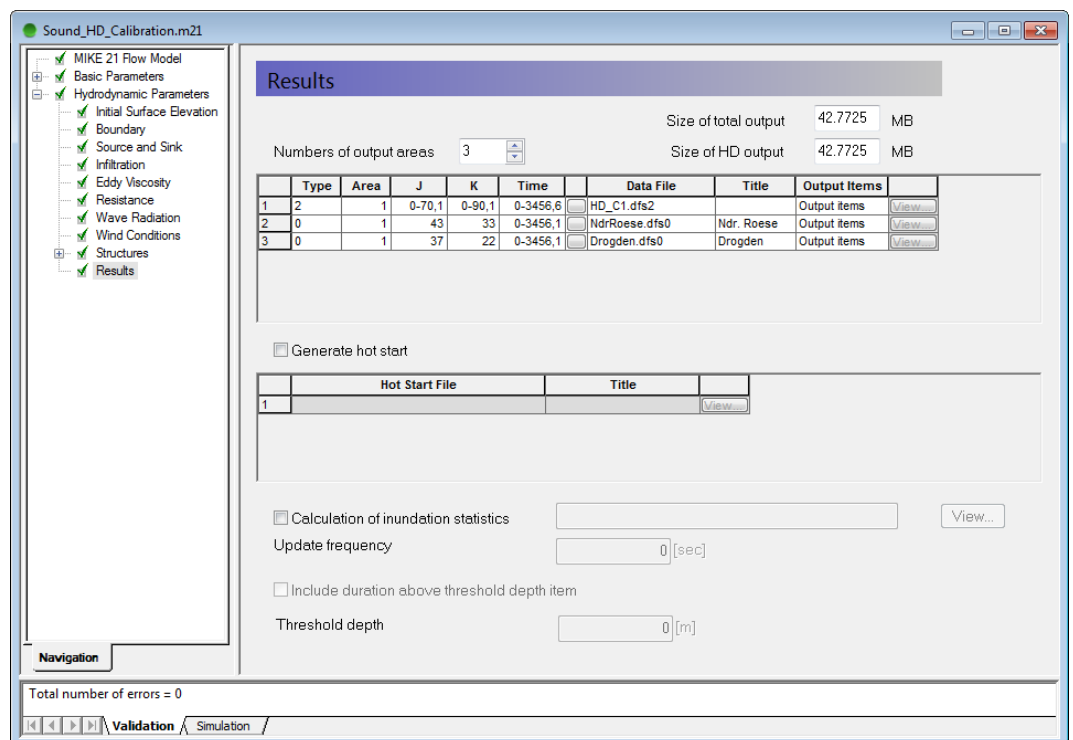 Sound_HD_Calibration.m21
MIKE 21 Flow Model
Basic Parameters
Hydrodynamic Parameters
Initial Surface Elevation
Boundary
Source and Sink
Infiltration
Eddy Viscosity
Resistance
Wave Radiation
Wind Conditions
Structures
Results
Navigation
Results
Size of total output 42.7725 MB
Numbers of output areas 3 Size of HD output 42.7725 MB
Type Area J K Time Data File Title Output Items
1 2 1 0-70,1 0-90,1 0-3456,6 HD_C1.dfs2 Output items View...
2 0 1 43 33 0-3456,1 NdrRoese.dfs0 Ndr. Roese Output items View...
3 0 1 37 22 0-3456,1 Drogden.dfs0 Drogden Output items View...
Generate hot start
Hot Start File Title
1 View...
Calculation of inundation statistics View...
Update frequency 0 [sec]
Include duration above threshold depth item
Threshold depth 0 [m]
Total number of errors = 0
Validation Simulation